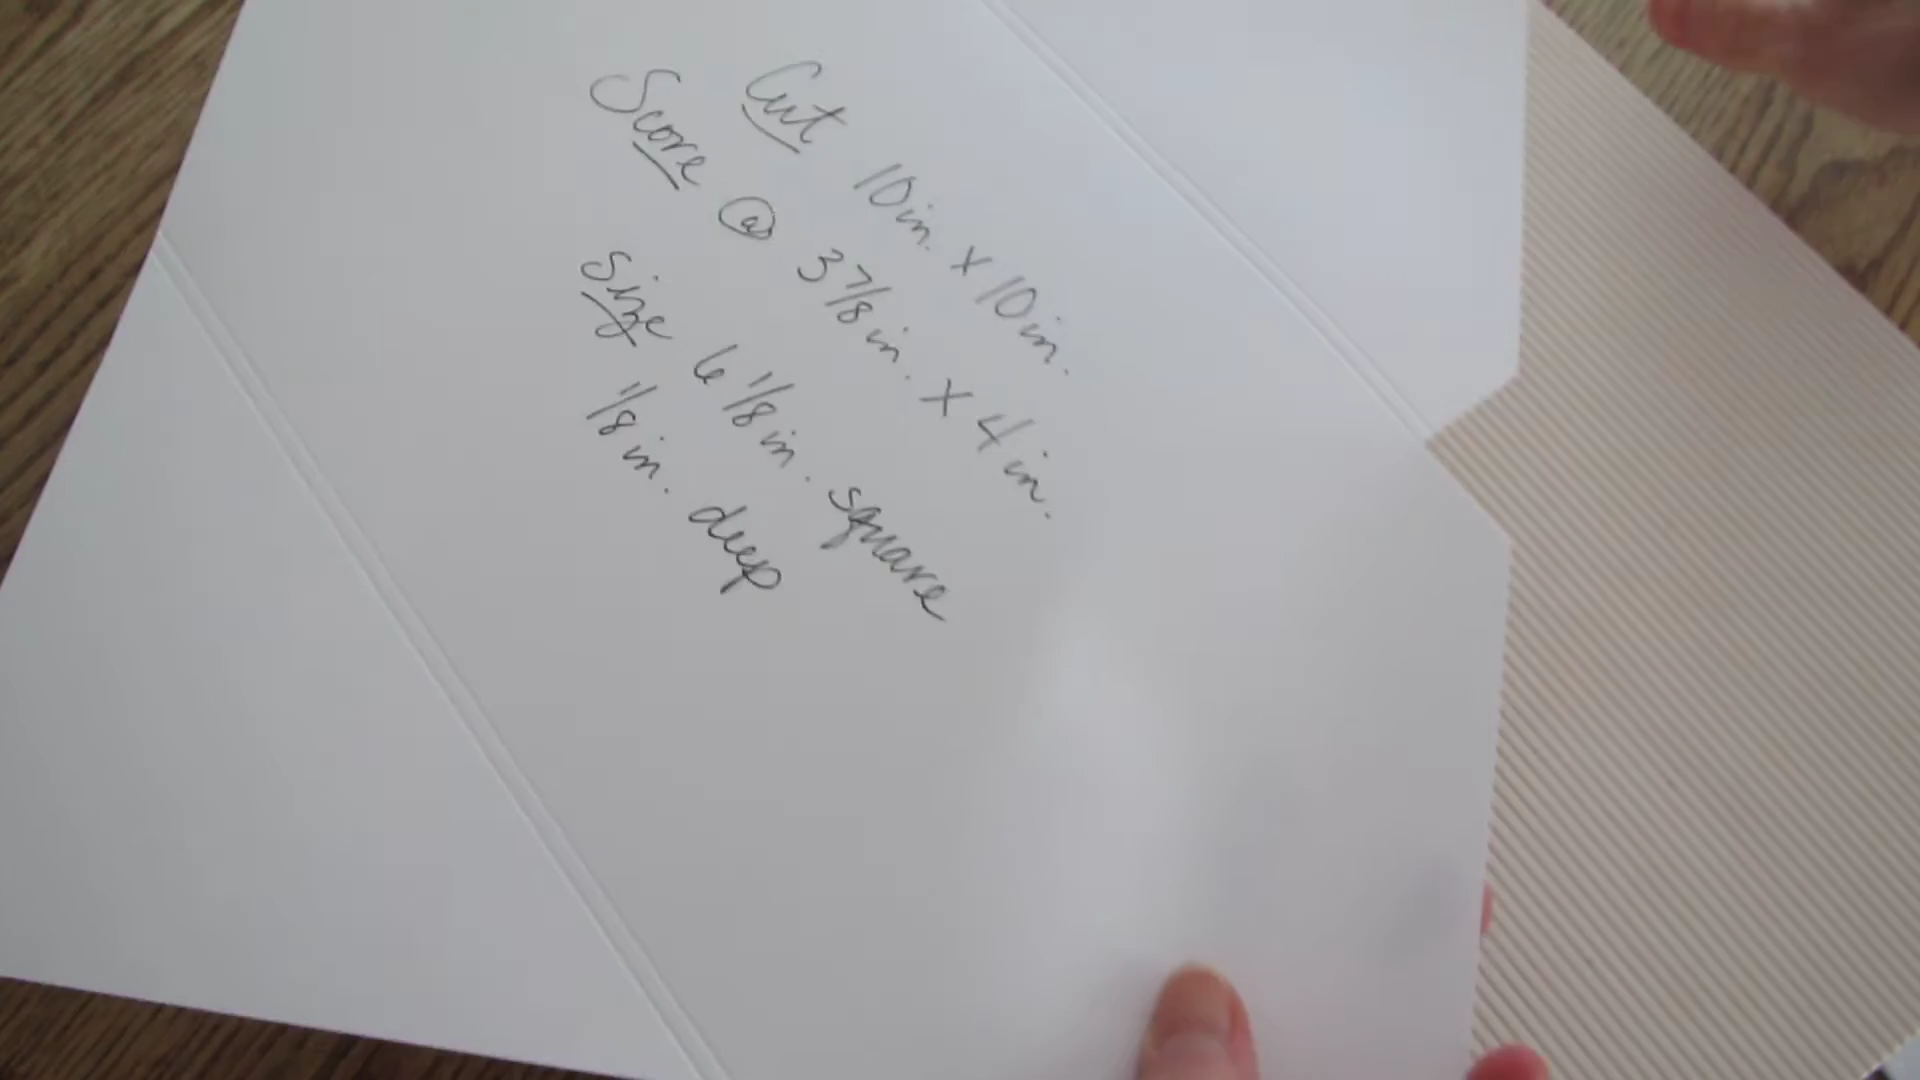 Cut 10in. x 10in.
Score @ 3 7/8 in. x 4 in.
Size 6 1/8 in. square
1/8 in. deep